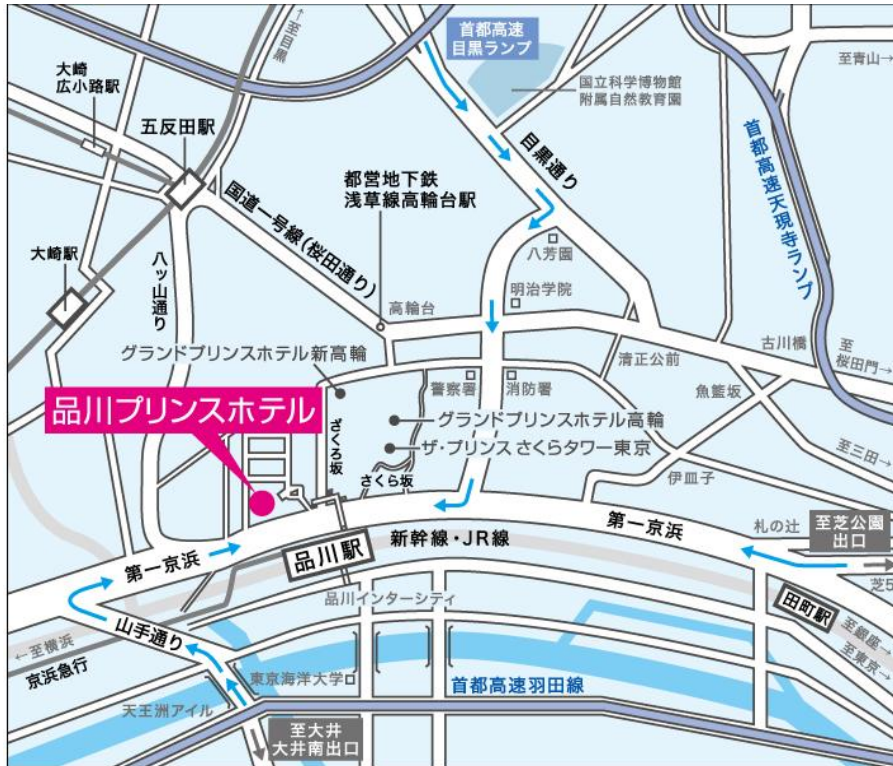 首都高速
目黒ランプ
至青山→
←至目黒
大崎
広小路駅
国立科学博物館
附属自然教育園
五反田駅
目黒通り
首都高速天現寺ランプ
都営地下鉄
浅草線高輪台駅
国道一号線(桜田通り)
大崎駅
八ッ山通り
八芳園
明治学院
高輪台
古川橋
至
桜田門→
グランドプリンスホテル新高輪
清正公前
警察署
消防署
魚籃坂
品川プリンスホテル
グランドプリンスホテル高輪
ざくろ坂
ザ・プリンス さくらタワー東京
至三田→
さくら坂
伊皿子
第一京浜
札の辻
至芝公園
出口
新幹線・JR線
品川駅
第一京浜
芝5
田町駅
品川インターシティ
山手通り
至銀座→
至東京→
←至横浜
京浜急行
東京海洋大学
首都高速羽田線
天王洲アイル
至大井
大井南出口